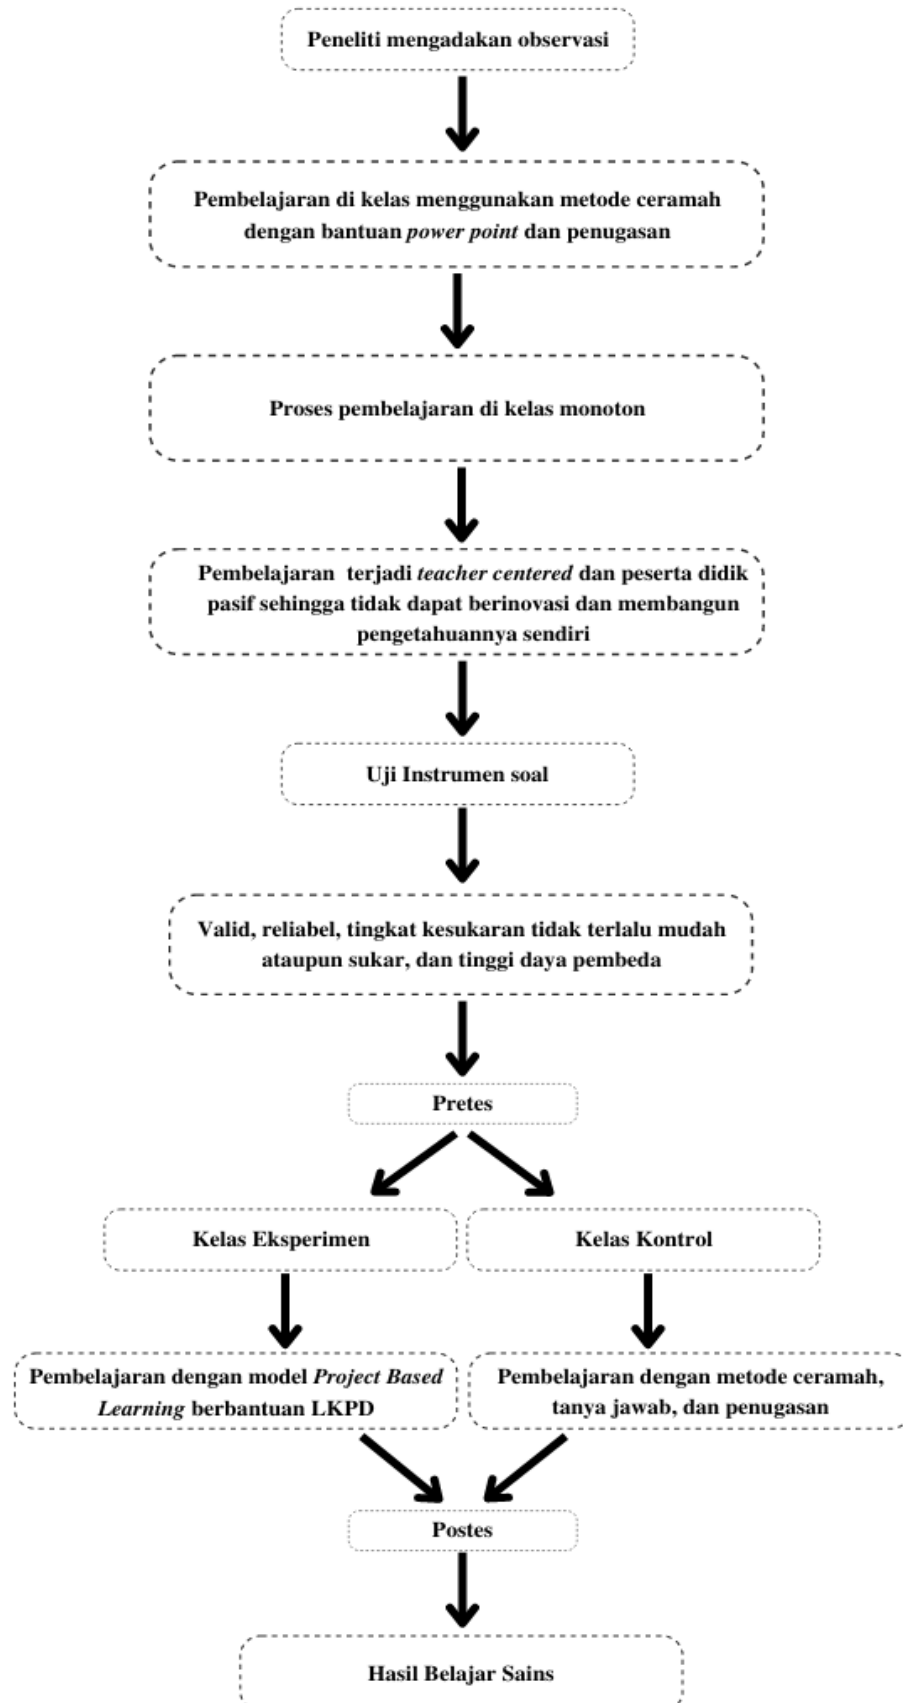 Peneliti mengadakan observasi
Pembelajaran di kelas menggunakan metode ceramah
dengan bantuan power point dan penugasan
Proses pembelajaran di kelas monoton
Pembelajaran terjadi teacher centered dan peserta didik
pasif sehingga tidak dapat berinovasi dan membangun
pengetahuannya sendiri
Uji Instrumen soal
Valid, reliabel, tingkat kesukaran tidak terlalu mudah
ataupun sukar, dan tinggi daya pembeda
Pretes
Kelas Eksperimen
Kelas Kontrol
Pembelajaran dengan model Project Based
Learning berbantuan LKPD
Pembelajaran dengan metode ceramah,
tanya jawab, dan penugasan
Postes
Hasil Belajar Sains